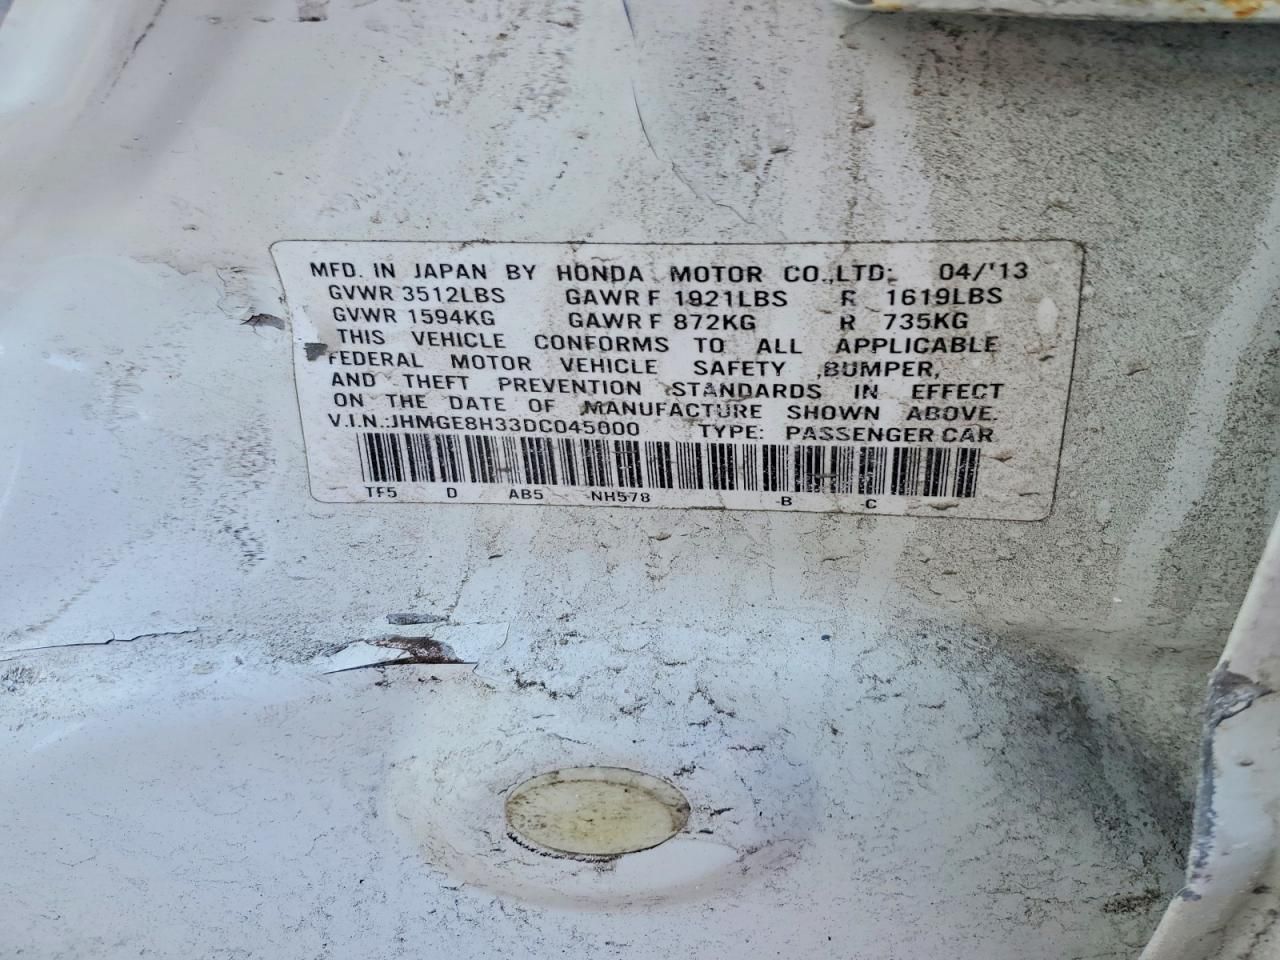 MFD. IN JAPAN BY HONDA MOTOR CO.,LTD. 04/'13
GVWR 3512LBS GAWR F 1921LBS R 1619LBS
GVWR 1594KG GAWR F 872KG R 735KG
THIS VEHICLE CONFORMS TO ALL APPLICABLE
FEDERAL MOTOR VEHICLE SAFETY ,BUMPER,
AND THEFT PREVENTION STANDARDS IN EFFECT
ON THE DATE OF MANUFACTURE SHOWN ABOVE.
V.I.N.:JHMGE8H33DC045000 TYPE: PASSENGER CAR
TF5 D AB5 -NH578 -B -C